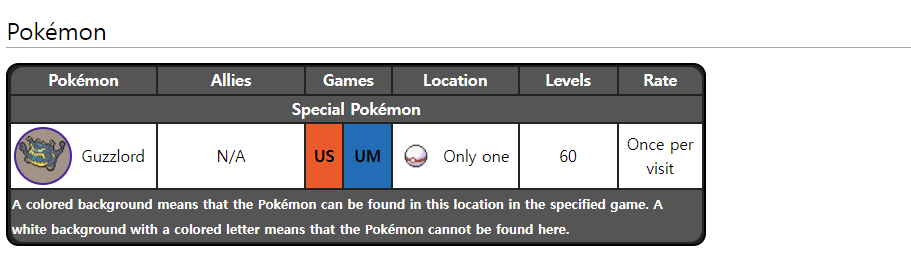 Pokémon
Pokémon Allies Games Location Levels Rate
Special Pokémon
Guzzlord N/A US UM Only one 60 Once per
visit
A colored background means that the Pokémon can be found in this location in the specified game. A
white background with a colored letter means that the Pokémon cannot be found here.